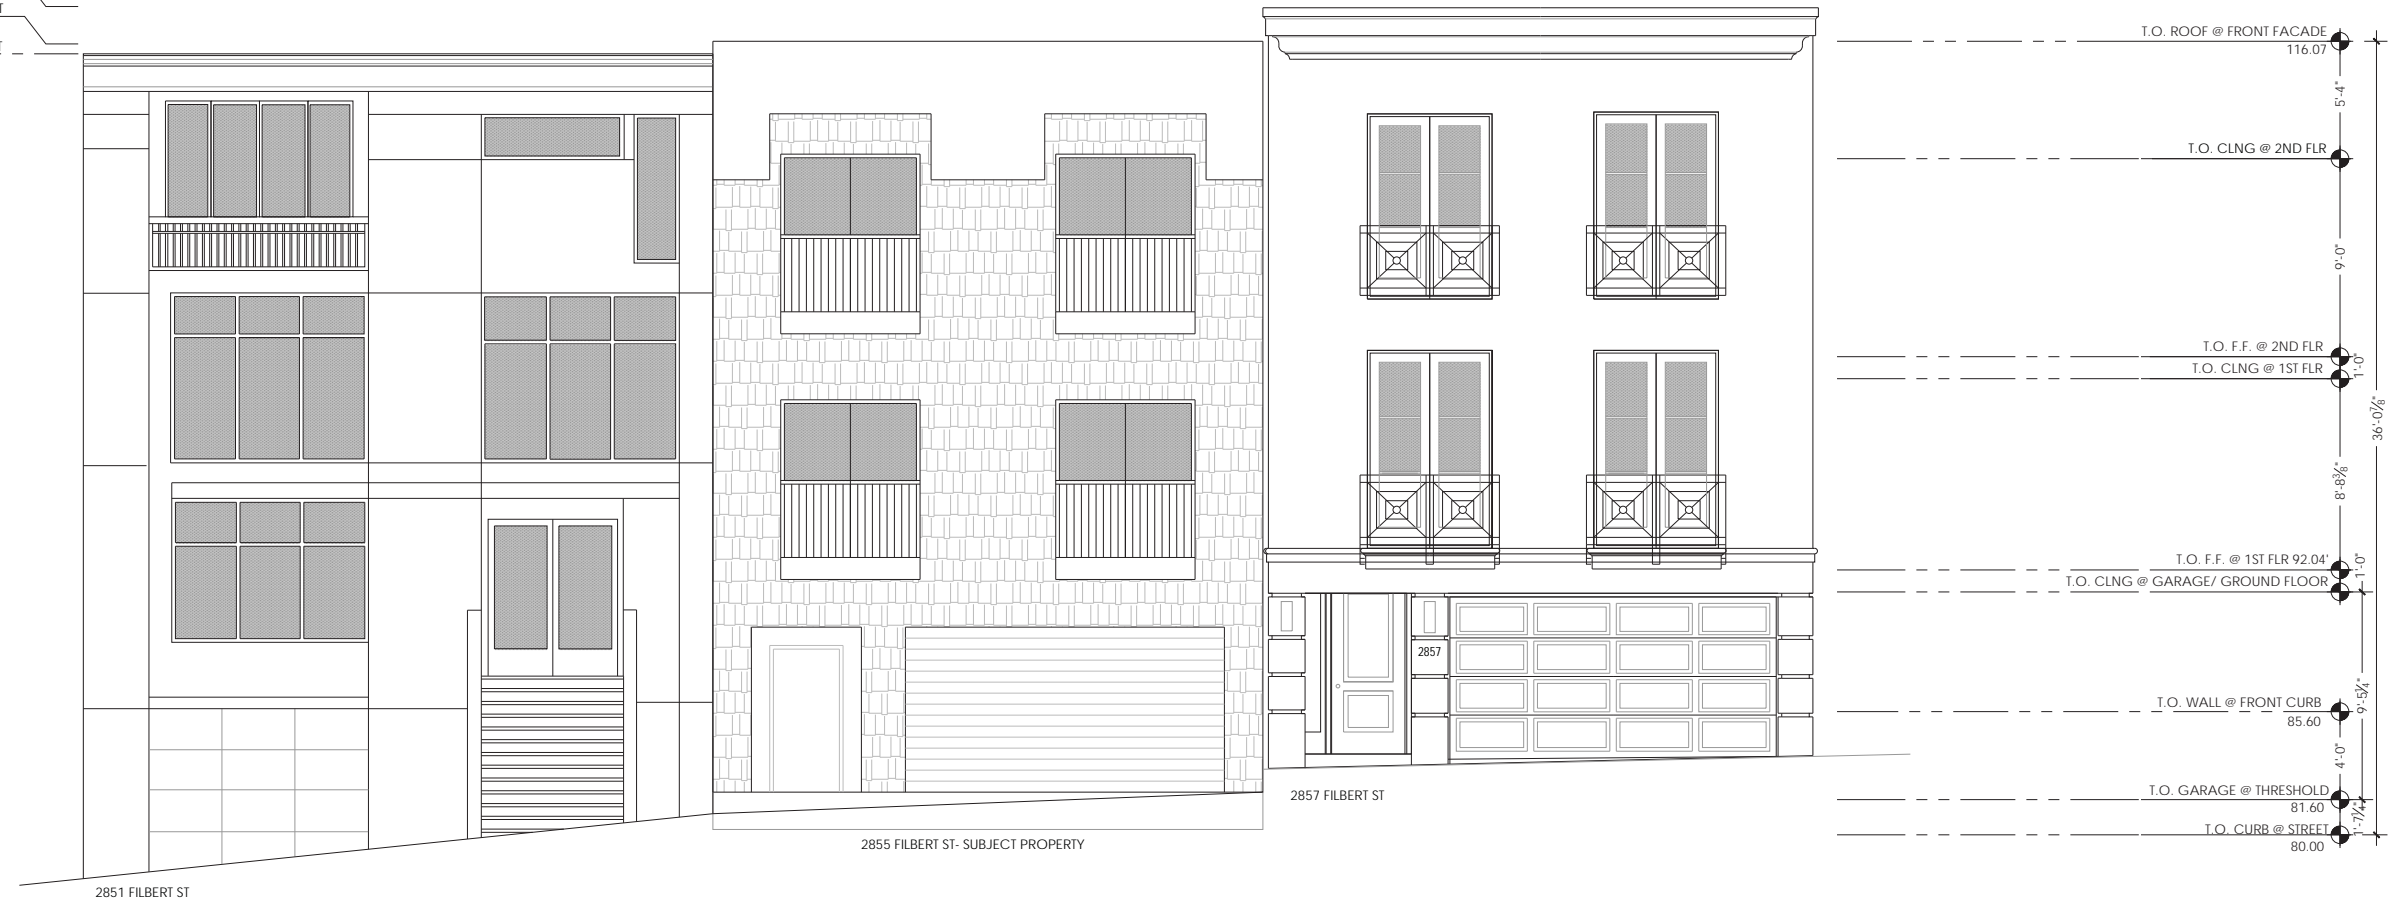 T
T.O. ROOF @ FRONT FACADE
116.07
T
5'-4"
T.O. CLNG @ 2ND FLR
9'-0"
T.O. F.F. @ 2ND FLR
1'-0"
T.O. CLNG @ 1ST FLR
36'-0⅞"
8'-8⅜"
T.O. F.F. @ 1ST FLR 92.04'
1'-0"
T.O. CLNG @ GARAGE/ GROUND FLOOR
2857
T.O. WALL @ FRONT CURB
85.60
9'-5¼"
4'-0"
T.O. GARAGE @ THRESHOLD
81.60
1'-7¼"
T.O. CURB @ STREET
80.00
2857 FILBERT ST
2855 FILBERT ST- SUBJECT PROPERTY
2851 FILBERT ST